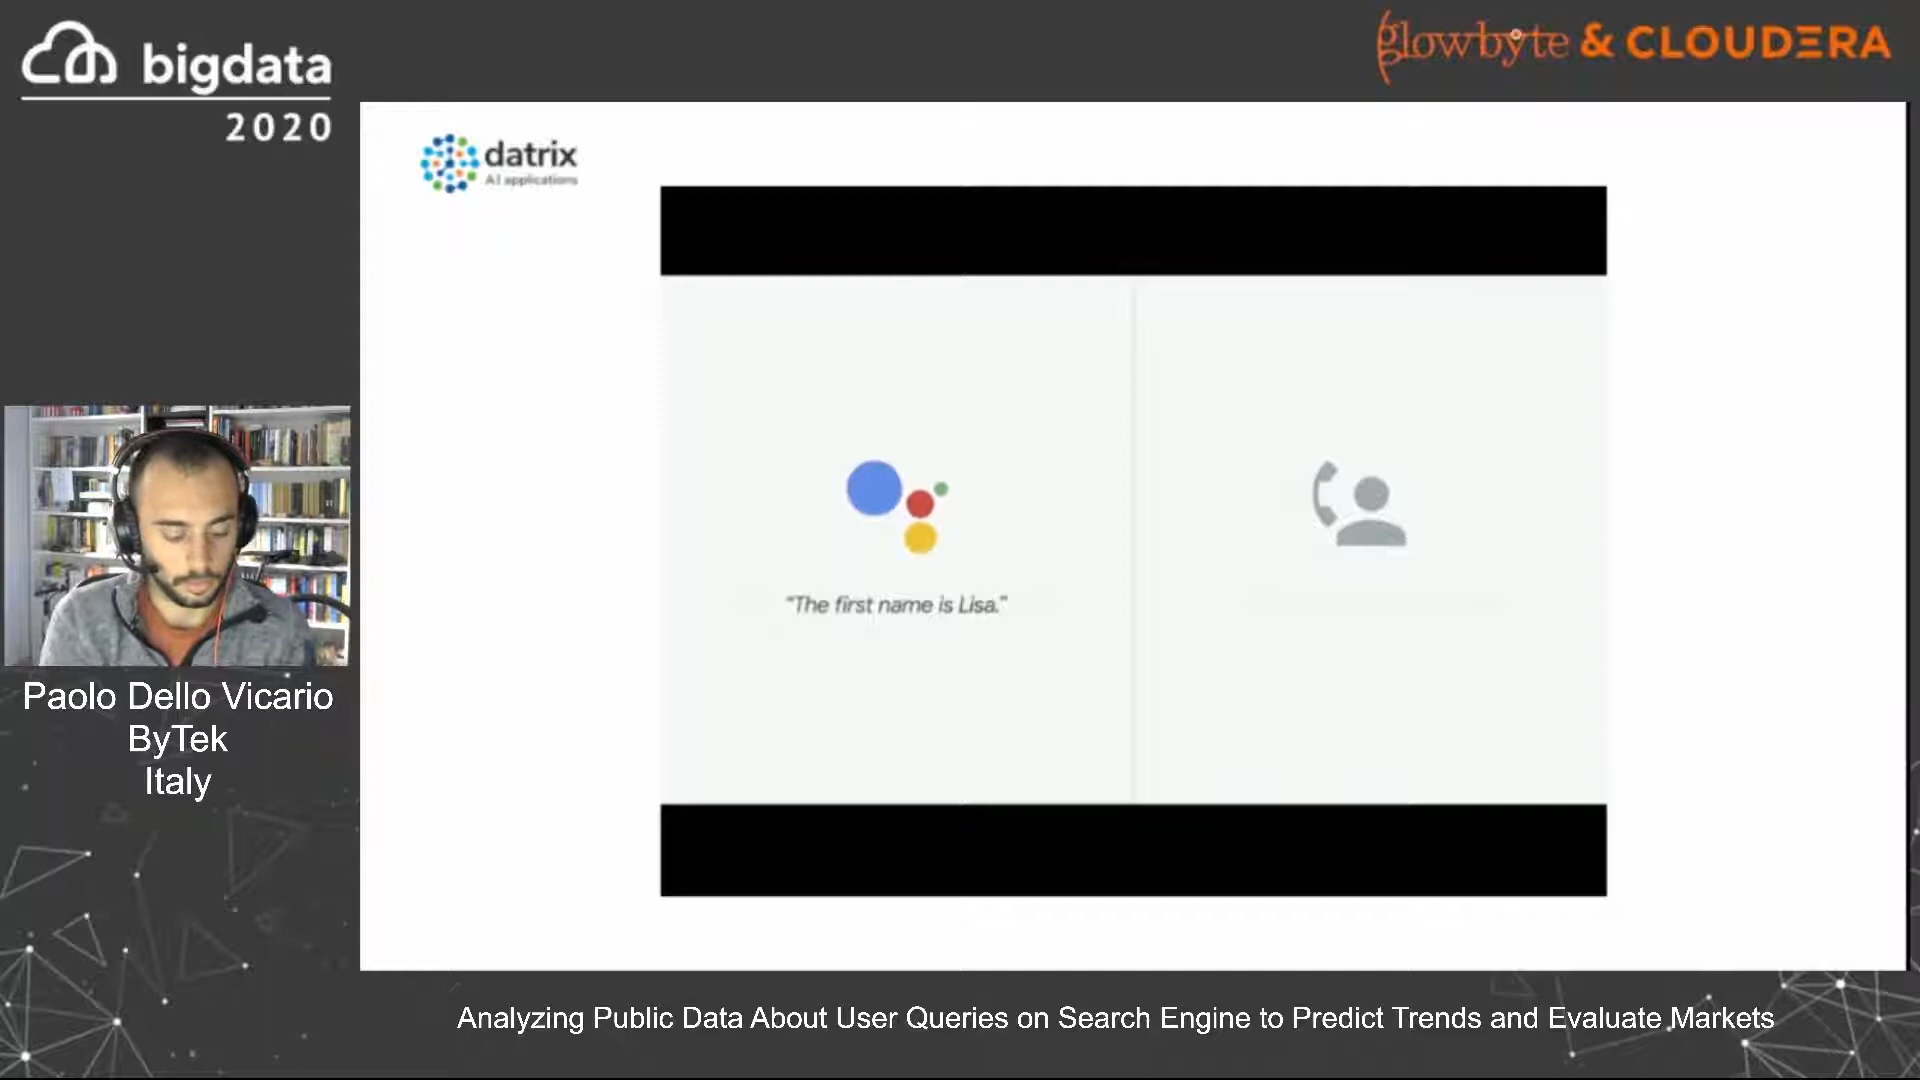 bigdata
2020
glowbyte & CLOUDERA
datrix
AI applications
"The first name is Lisa."
Paolo Dello Vicario
ByTek
Italy
Analyzing Public Data About User Queries on Search Engine to Predict Trends and Evaluate Markets